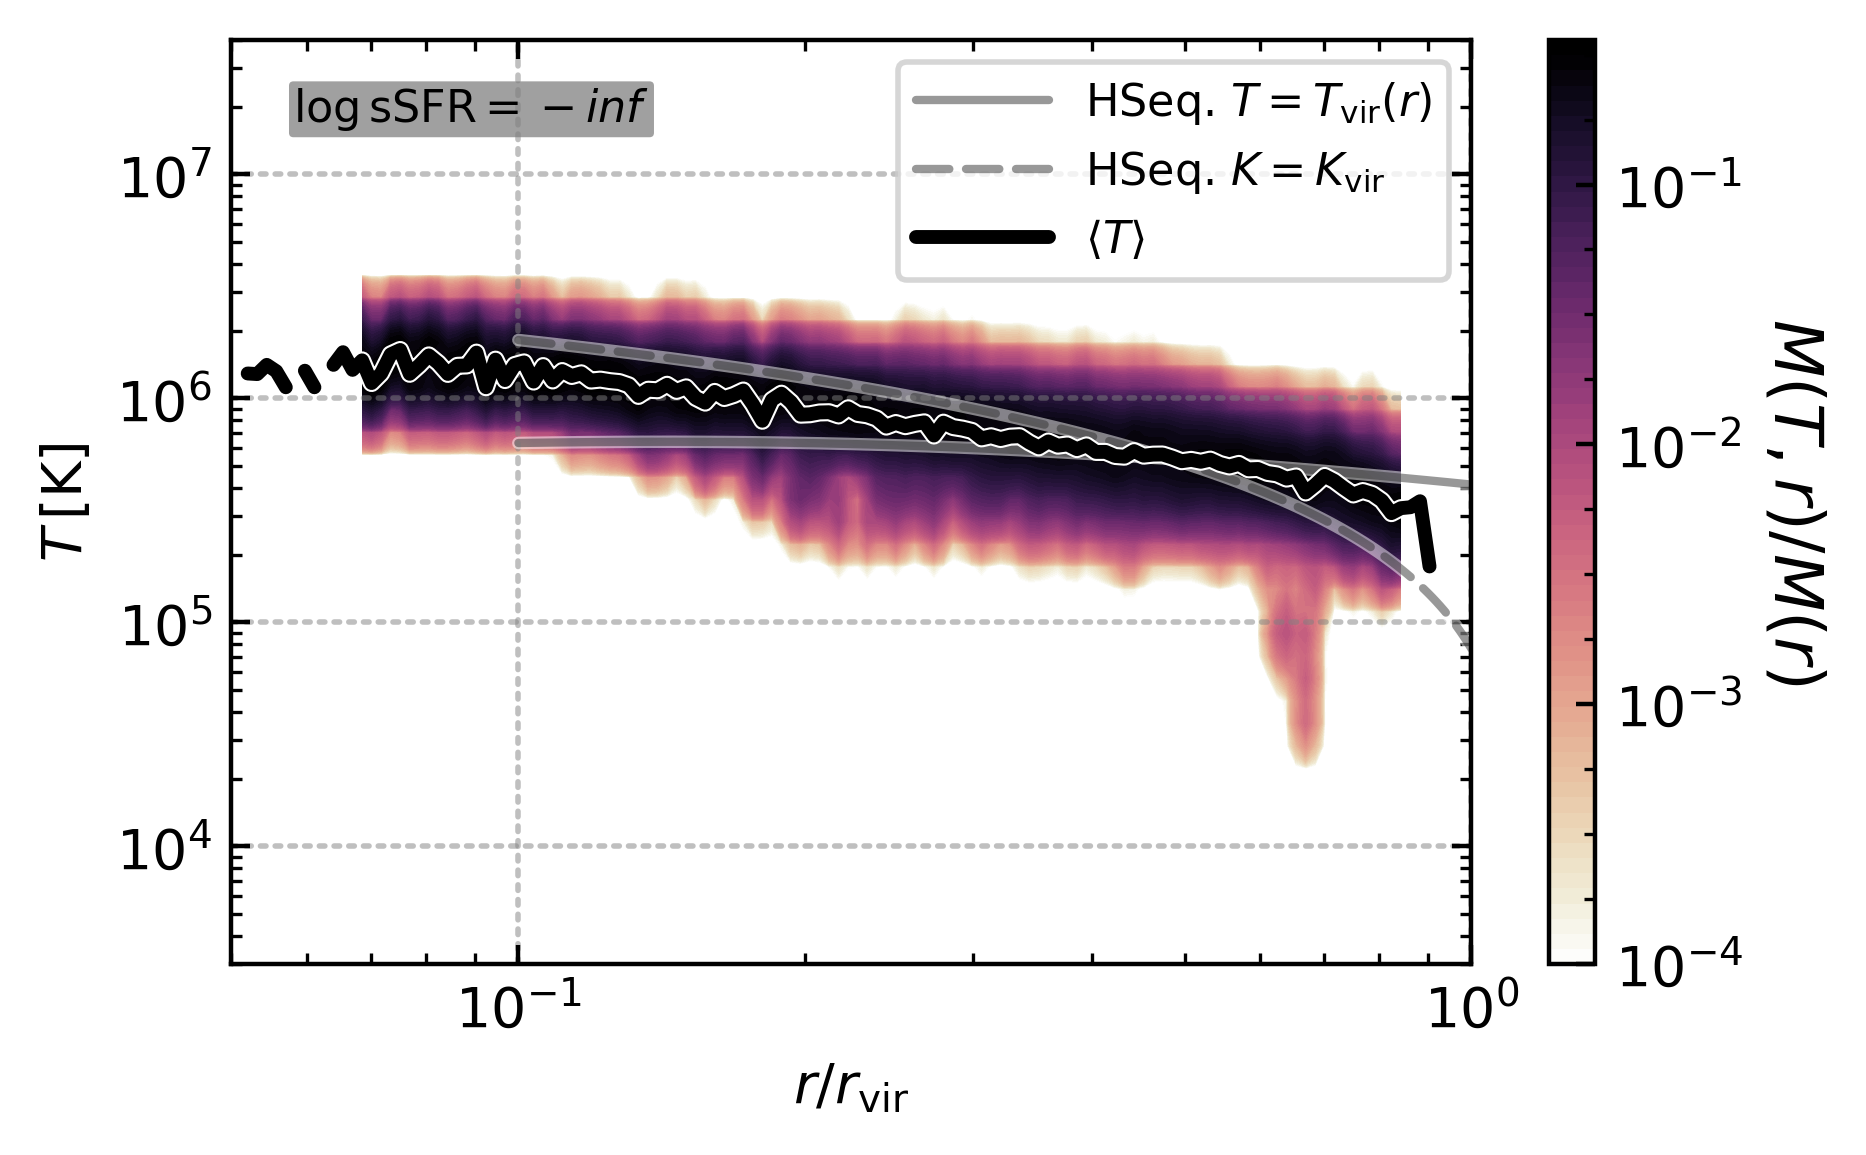 log sSFR = −inf
HSeq. T = T_vir(r)
HSeq. K = K_vir
⟨T⟩
10^7
10^6
10^5
10^4
T [K]
10^−1
10^0
r/r_vir
10^−1
10^−2
10^−3
10^−4
M(T, r)/M(r)